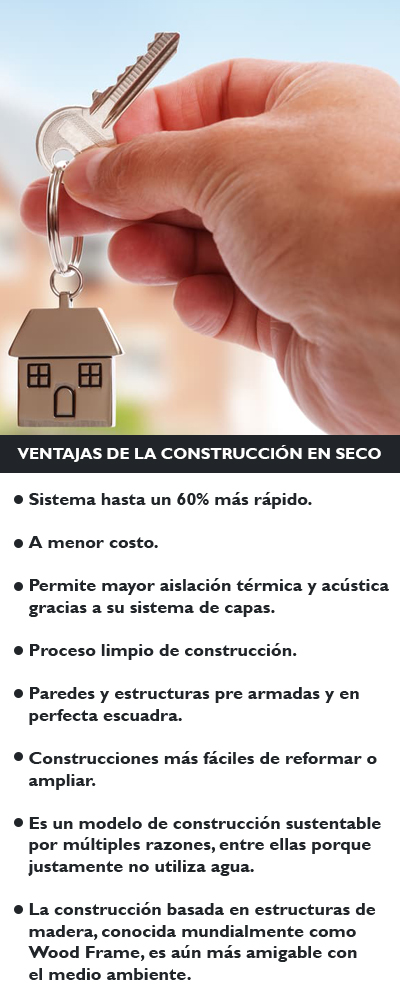 VENTAJAS DE LA CONSTRUCCIÓN EN SECO
• Sistema hasta un 60% más rápido.
• A menor costo.
• Permite mayor aislación térmica y acústica
gracias a su sistema de capas.
• Proceso limpio de construcción.
• Paredes y estructuras pre armadas y en
perfecta escuadra.
• Construcciones más fáciles de reformar o
ampliar.
• Es un modelo de construcción sustentable
por múltiples razones, entre ellas porque
justamente no utiliza agua.
• La construcción basada en estructuras de
madera, conocida mundialmente como
Wood Frame, es aún más amigable con
el medio ambiente.